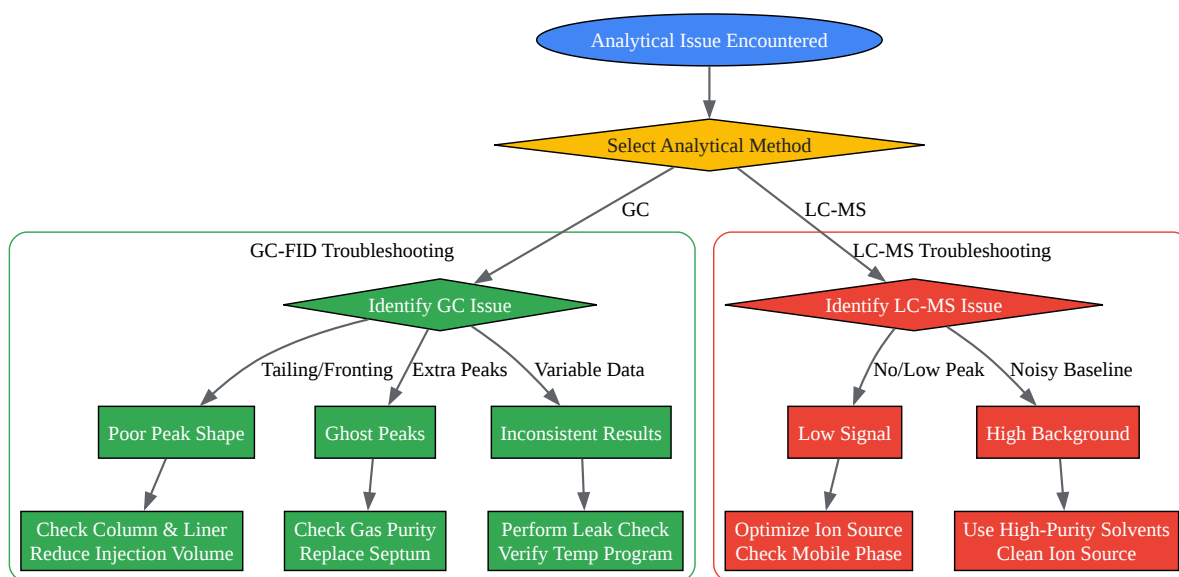 Analytical Issue Encountered
Select Analytical Method
GC
LC-MS
GC-FID Troubleshooting
LC-MS Troubleshooting
Identify GC Issue
Identify LC-MS Issue
Tailing/Fronting
Extra Peaks
Variable Data
No/Low Peak
Noisy Baseline
Poor Peak Shape
Ghost Peaks
Inconsistent Results
Low Signal
High Background
Check Column & Liner
Reduce Injection Volume
Check Gas Purity
Replace Septum
Perform Leak Check
Verify Temp Program
Optimize Ion Source
Check Mobile Phase
Use High-Purity Solvents
Clean Ion Source